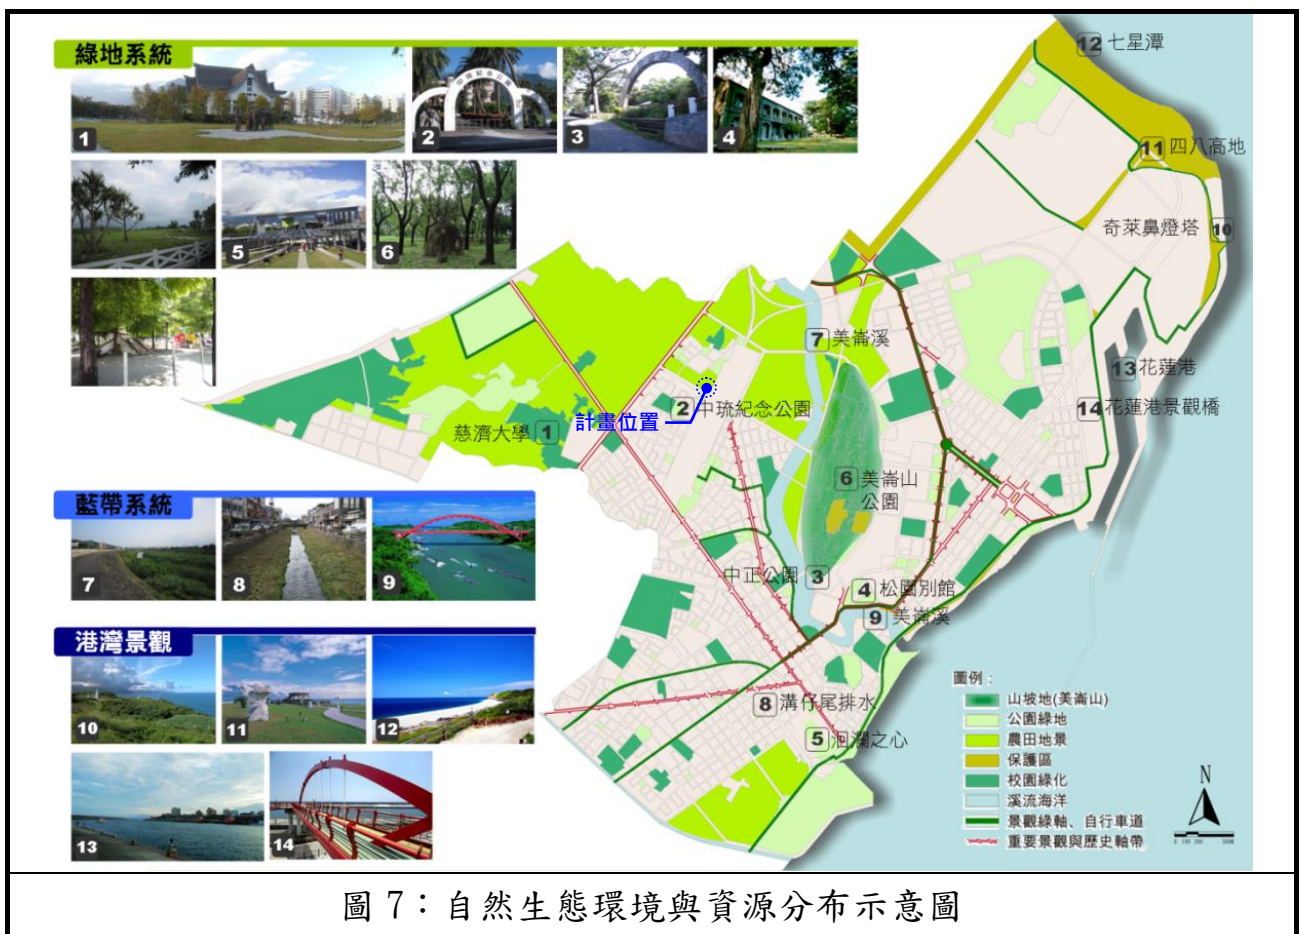 綠地系統
1
2
3
4
5
6
藍帶系統
7
8
9
港灣景觀
10
11
12
13
14
12 七星潭
11 四八高地
奇萊鼻燈塔 10
7 美崙溪
13 花蓮港
14 花蓮港景觀橋
2 中琉紀念公園
計畫位置
慈濟大學 1
6 美崙山
公園
中正公園 3
4 松園別館
9 美崙溪
8 溝仔尾排水
5 洄瀾之心
圖例：
山坡地(美崙山)
公園綠地
農田地景
保護區
校園綠化
溪流海洋
景觀綠軸、自行車道
重要景觀與歷史軸帶
N
圖 7：自然生態環境與資源分布示意圖